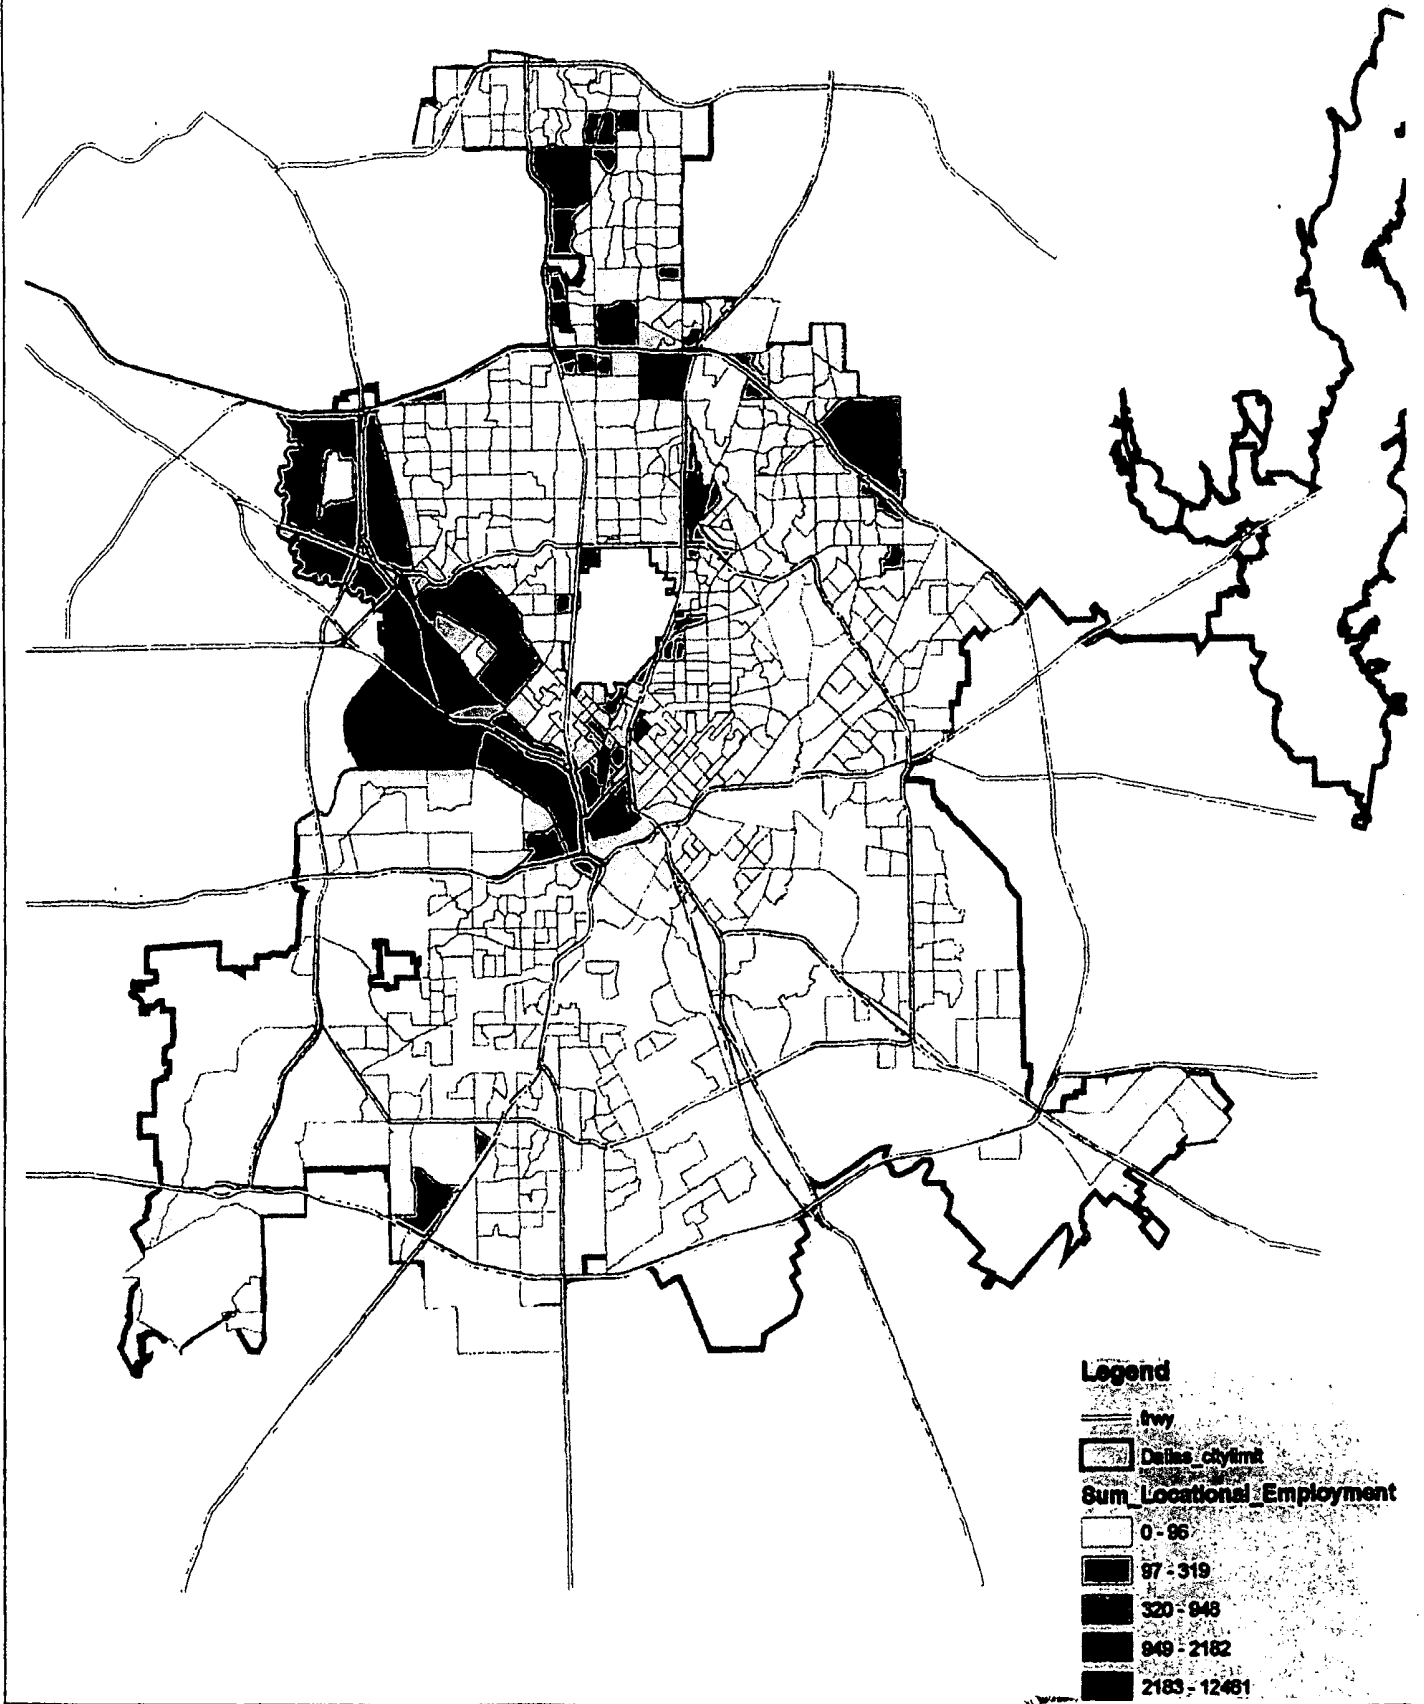 Legend
frwy
Dallas_citylimit
Sum_Locational_Employment
0 - 96
97 - 319
320 - 948
949 - 2182
2183 - 12461